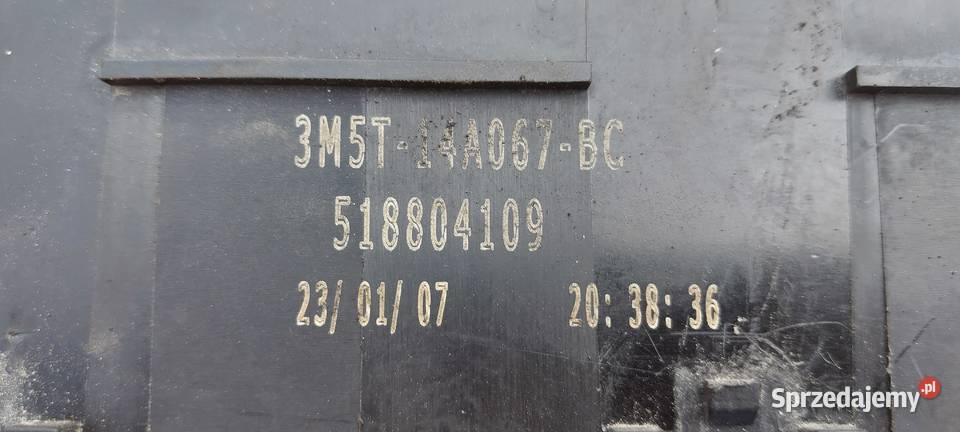 3M5T-14A067-BC
518804109
23/01/07 20:38:36
Sprzedajemy.pl